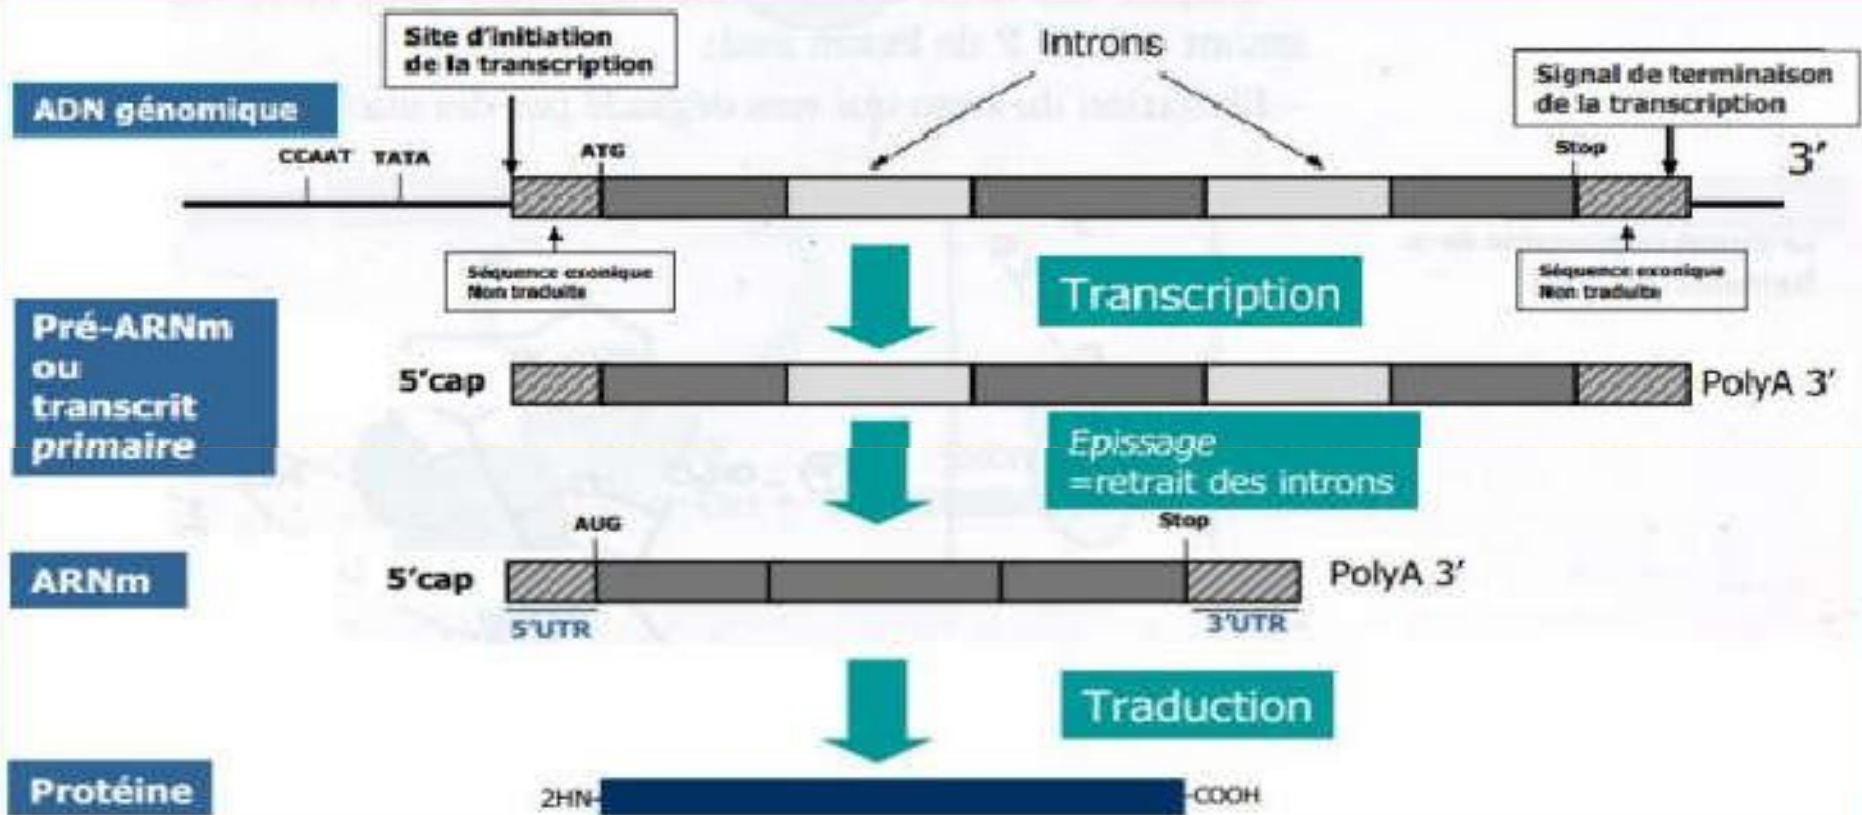 Site d'initiation
de la transcription
Introns
Signal de terminaison
de la transcription
ADN génomique
CCAAT
TATA
ATG
Stop
3'
Séquence exonique
Non traduite
Séquence exonique
Non traduite
Transcription
Pré-ARNm
ou
transcrit
primaire
5'cap
PolyA 3'
Epissage
=retrait des introns
AUG
Stop
ARNm
5'cap
PolyA 3'
5'UTR
3'UTR
Traduction
Protéine
2HN
COOH